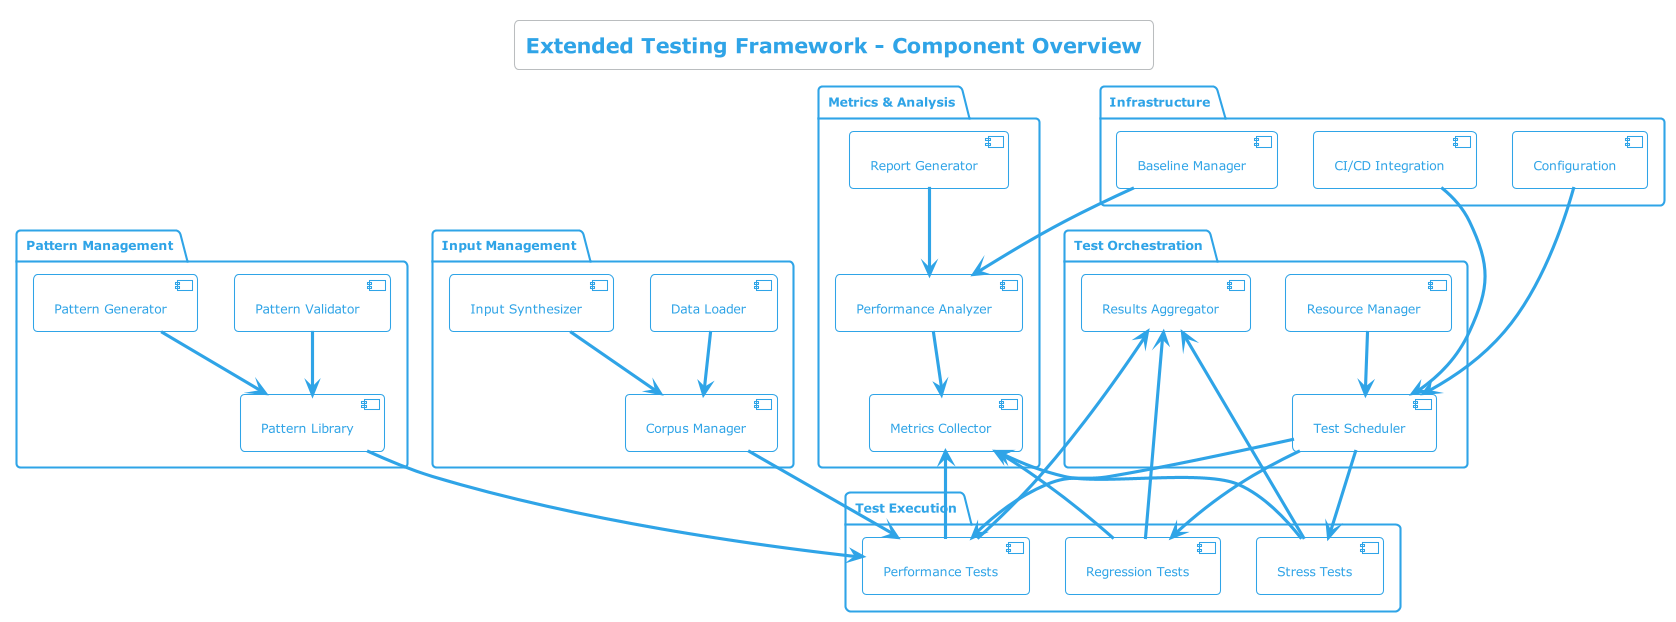 Extended Testing Framework - Component Overview
Metrics & Analysis
Infrastructure
Report Generator
Baseline Manager
CI/CD Integration
Configuration
Pattern Management
Input Management
Test Orchestration
Pattern Generator
Pattern Validator
Input Synthesizer
Data Loader
Performance Analyzer
Results Aggregator
Resource Manager
Pattern Library
Corpus Manager
Metrics Collector
Test Scheduler
Test Execution
Performance Tests
Regression Tests
Stress Tests